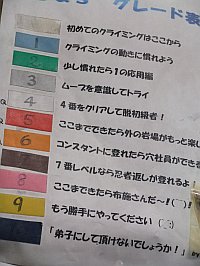 グレード表
初めてのクライミングはここから
1 クライミングの動きに慣れよう
2 少し慣れたら1の応用編
3 ムーブを意識してトライ
4 4番をクリアして脱初級者！
5 ここまでできたら外の岩場がもっと楽し
6 コンスタントに登れたら穴社員ができる
7番レベルなら忍者返しが登れるよ！
8 ここまできたら布施さんだ～！(￣)！
9 もう勝手にやってください
「弟子にして頂けないでしょうか！」
by